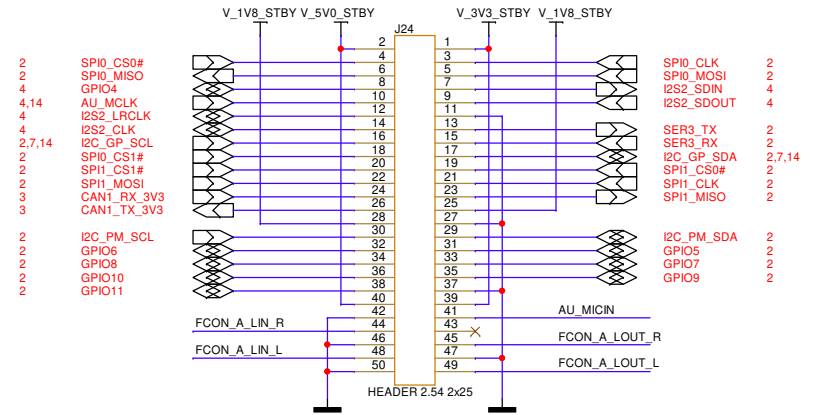 V_1V8_STBY V_5V0_STBY V_3V3_STBY V_1V8_STBY
J24
2 1
2 SPI0_CS0# 4 3 SPI0_CLK 2
2 SPI0_MISO 6 5 SPI0_MOSI 2
4 GPIO4 8 7 I2S2_SDIN 4
4,14 AU_MCLK 10 9 I2S2_SDOUT 4
4 I2S2_LRCLK 12 11
4 I2S2_CLK 14 13 SER3_TX 2
2,7,14 I2C_GP_SCL 16 15 SER3_RX 2
2 SPI0_CS1# 18 17 I2C_GP_SDA 2,7,14
2 SPI1_CS1# 20 19 SPI1_CS0# 2
2 SPI1_MOSI 22 21 SPI1_CLK 2
3 CAN1_RX_3V3 24 23 SPI1_MISO 2
3 CAN1_TX_3V3 26 25
28 27
2 I2C_PM_SCL 30 29 I2C_PM_SDA 2
2 GPIO6 32 31 GPIO5 2
2 GPIO8 34 33 GPIO7 2
2 GPIO10 36 35 GPIO9 2
2 GPIO11 38 37
40 39
42 41 AU_MICIN
FCON_A_LIN_R 44 43
46 45 FCON_A_LOUT_R
FCON_A_LIN_L 48 47
50 49 FCON_A_LOUT_L
HEADER 2.54 2x25